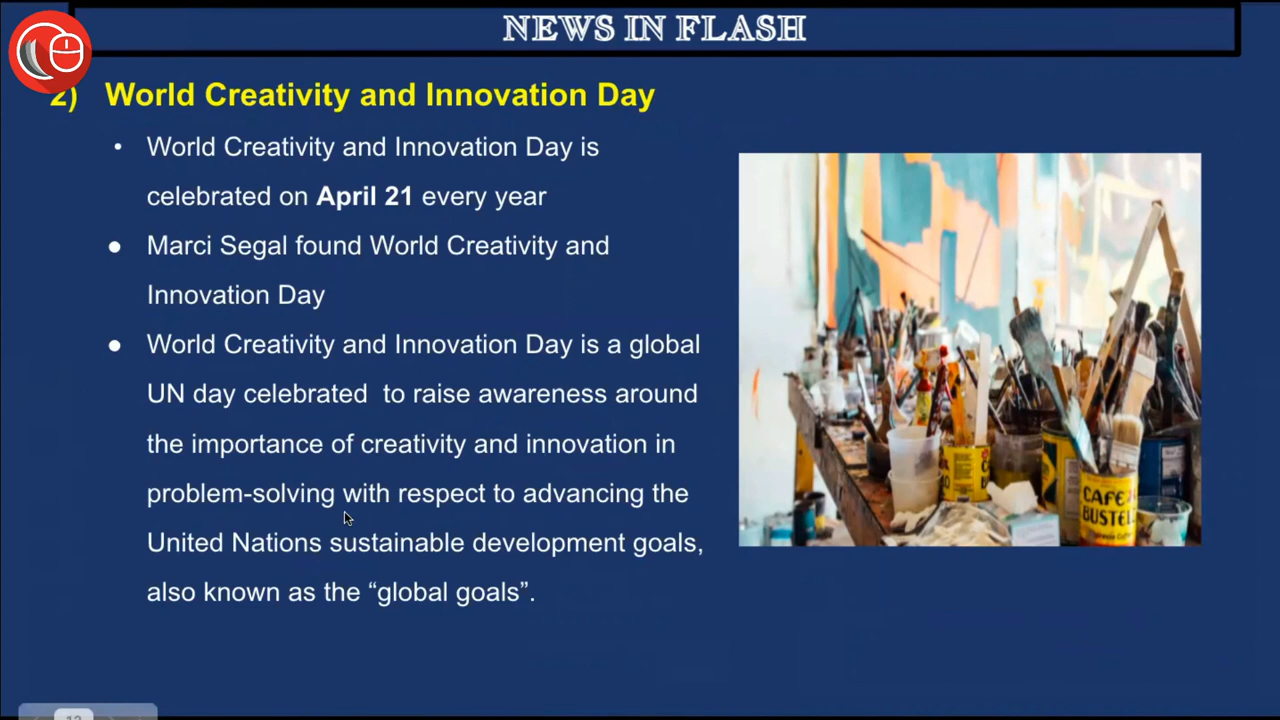 NEWS IN FLASH
2) World Creativity and Innovation Day
• World Creativity and Innovation Day is
celebrated on April 21 every year
● Marci Segal found World Creativity and
Innovation Day
● World Creativity and Innovation Day is a global
UN day celebrated  to raise awareness around
the importance of creativity and innovation in
problem-solving with respect to advancing the
United Nations sustainable development goals,
also known as the “global goals”.
CAFE
BUSTEL